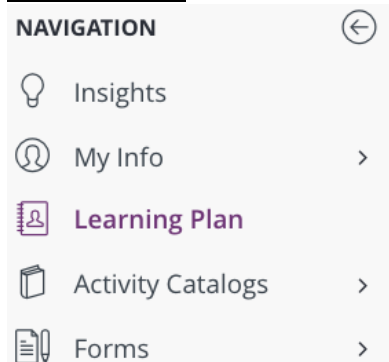 NAVIGATION
Insights
My Info
Learning Plan
Activity Catalogs
Forms